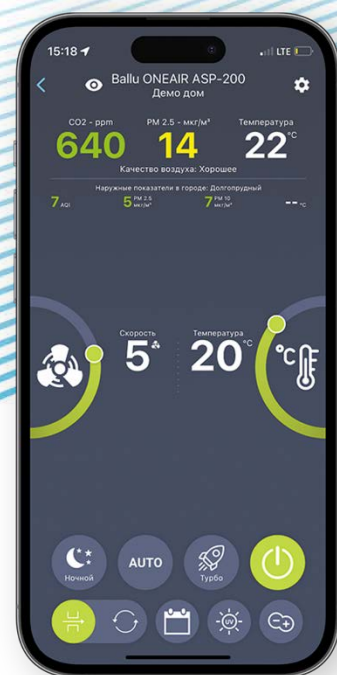 15:18
LTE
Ballu ONEAIR ASP-200
Демо дом
CO2 - ppm PM 2.5 - мкг/м³ Температура
640 14 22 °C
Качество воздуха: Хорошее
Наружные показатели в городе: Долгопрудный
7 AQI 5 PM 2.5 мкг/м³ 7 PM 10 мкг/м³ -- °C
Скорость Температура
5 20 °C
°C
Ночной AUTO Турбо
UV